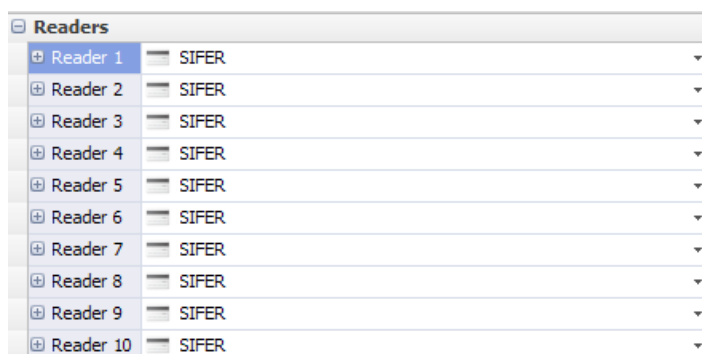 Readers
Reader 1 SIFER
Reader 2 SIFER
Reader 3 SIFER
Reader 4 SIFER
Reader 5 SIFER
Reader 6 SIFER
Reader 7 SIFER
Reader 8 SIFER
Reader 9 SIFER
Reader 10 SIFER